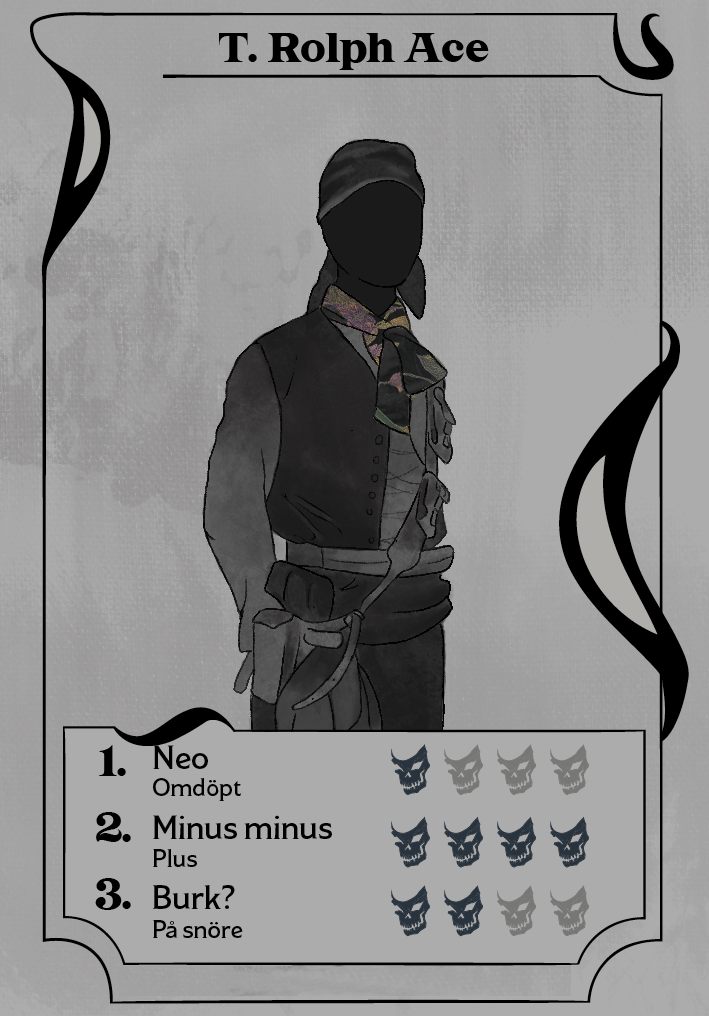 T. Rolph Ace
1. Neo
Omdöpt
2. Minus minus
Plus
3. Burk?
På snöre